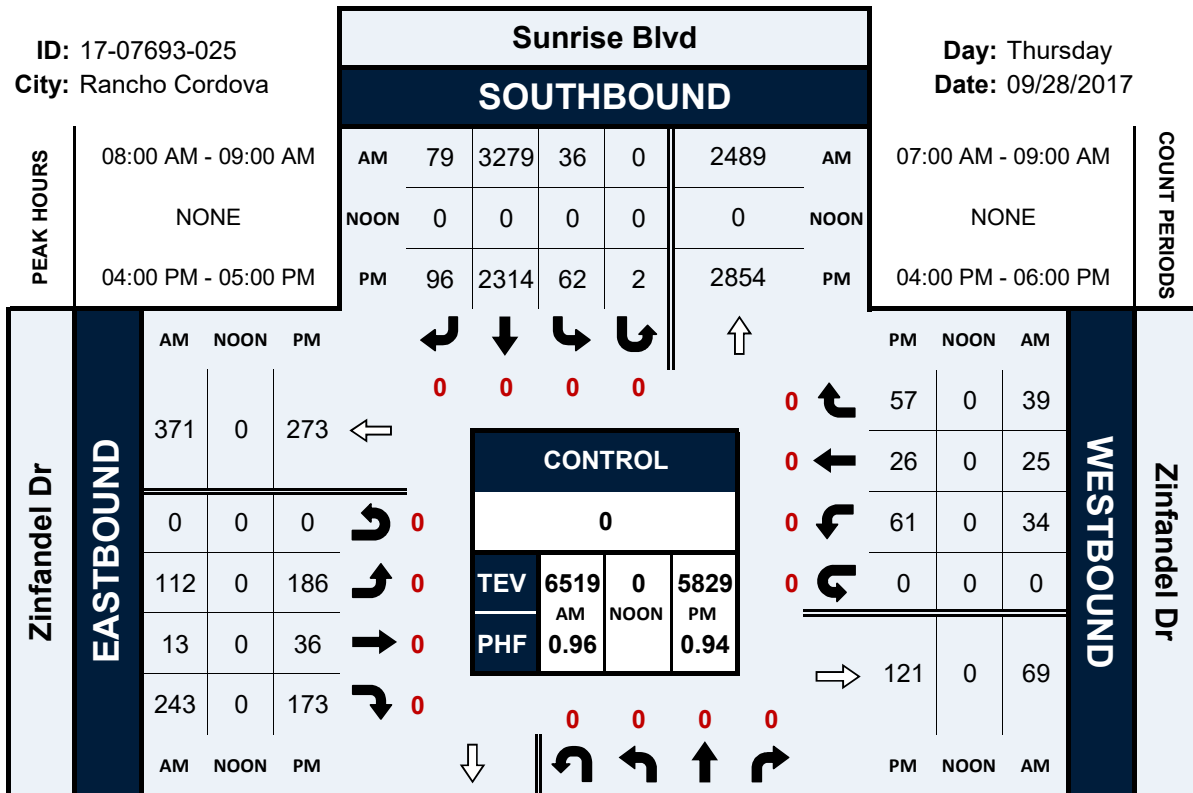 Sunrise Blvd
ID: 17-07693-025
City: Rancho Cordova
Day: Thursday
Date: 09/28/2017
SOUTHBOUND
PEAK HOURS
08:00 AM - 09:00 AM
NONE
04:00 PM - 05:00 PM
AM 79 3279 36 0 2489 AM
NOON 0 0 0 0 0 NOON
PM 96 2314 62 2 2854 PM
07:00 AM - 09:00 AM
NONE
04:00 PM - 06:00 PM
COUNT PERIODS
0 0 0 0
Zinfandel Dr
EASTBOUND
AM NOON PM
371 0 273
0 0 0 0
112 0 186 0
13 0 36 0
243 0 173 0
AM NOON PM
CONTROL
0
TEV 6519 0 5829
AM NOON PM
PHF 0.96 0.94
PM NOON AM
0 57 0 39
0 26 0 25
0 61 0 34
0 0 0 0
121 0 69
PM NOON AM
WESTBOUND
Zinfandel Dr
0 0 0 0